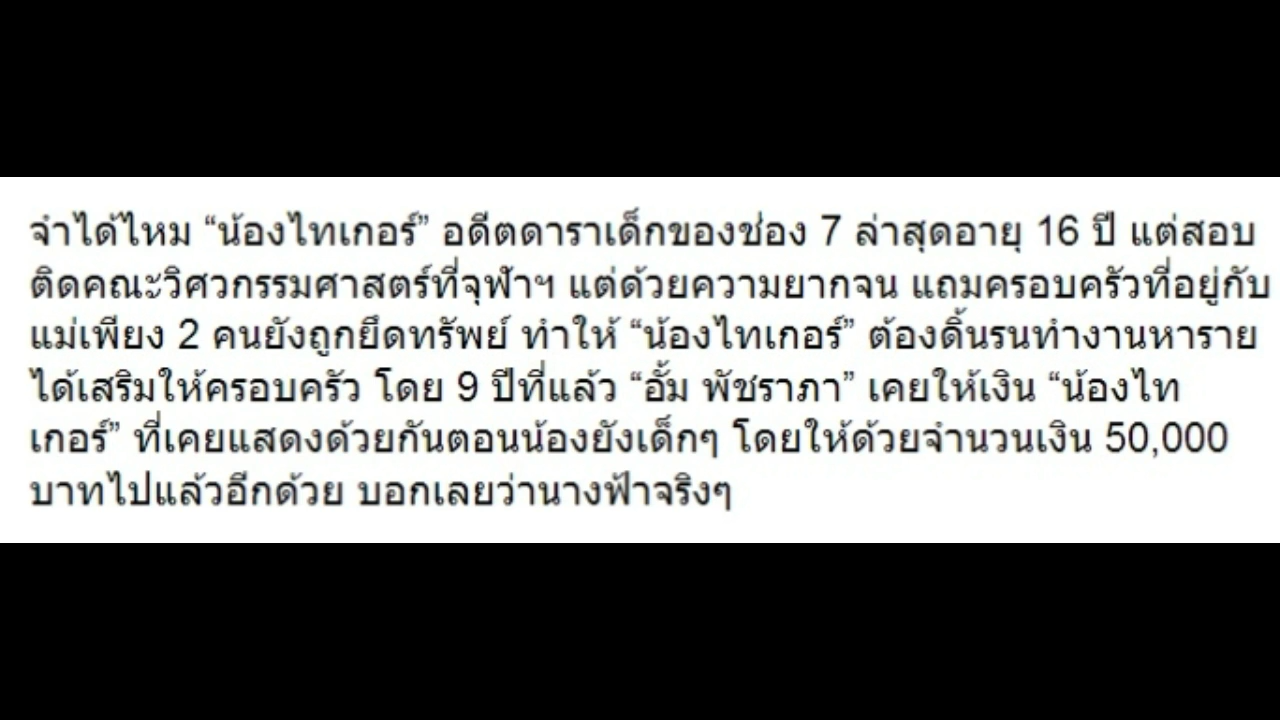 จำได้ไหม “น้องไทเกอร์” อดีตดาราเด็กของช่อง 7 ล่าสุดอายุ 16 ปี แต่สอบ
ติดคณะวิศวกรรมศาสตร์ที่จุฬาฯ แต่ด้วยความยากจน แถมครอบครัวที่อยู่กับ
แม่เพียง 2 คนยังถูกยึดทรัพย์ ทำให้ “น้องไทเกอร์” ต้องดิ้นรนทำงานหาราย
ได้เสริมให้ครอบครัว โดย 9 ปีที่แล้ว “อั้ม พัชราภา” เคยให้เงิน “น้องไท
เกอร์” ที่เคยแสดงด้วยกันตอนน้องยังเด็กๆ โดยให้ด้วยจำนวนเงิน 50,000
บาทไปแล้วอีกด้วย บอกเลยว่านางฟ้าจริงๆ